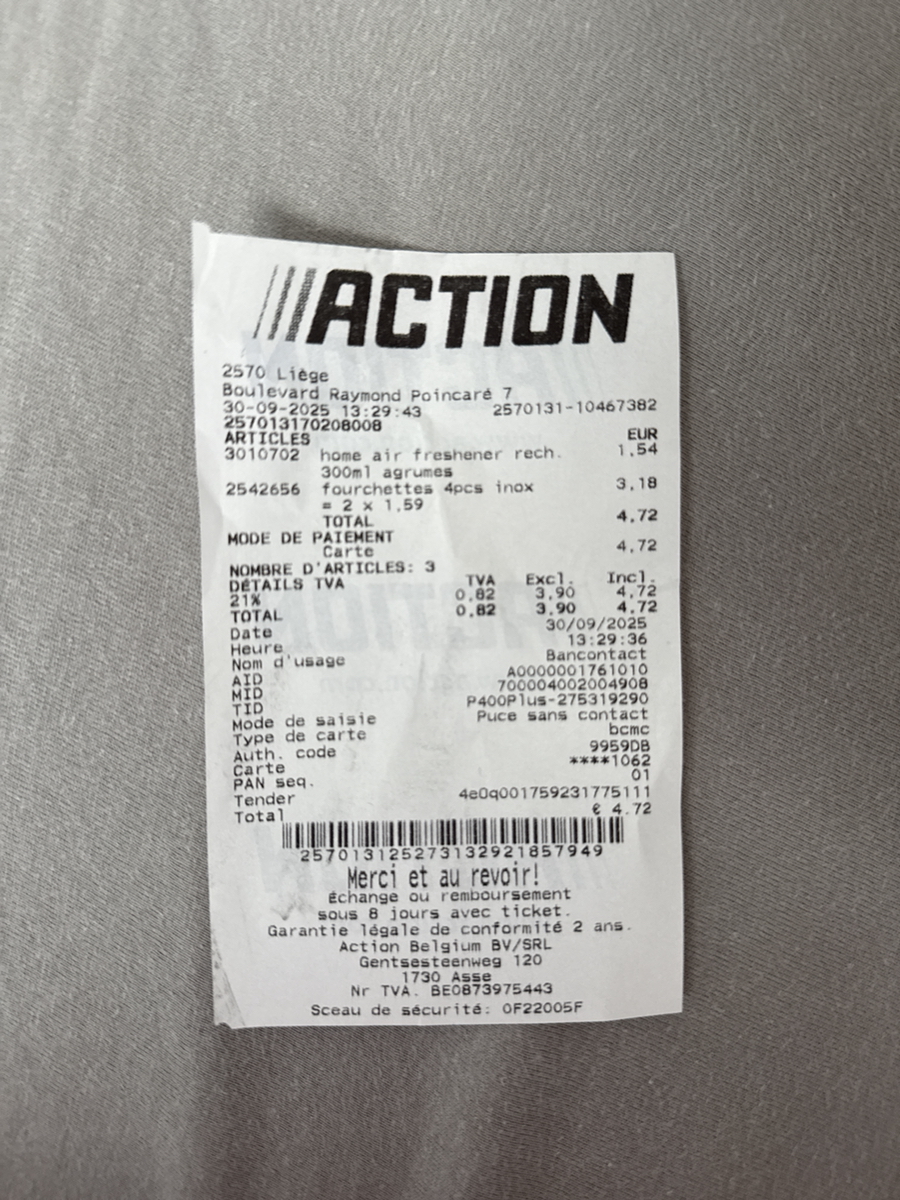 ACTION
2570 Liège
Boulevard Raymond Poincaré 7
30-09-2025 13:29:43 2570131-10467382
257013170208008
ARTICLES EUR
3010702 home air freshener rech. 1,54
300ml agrumes
2542656 fourchettes 4pcs inox 3,18
= 2 x 1,59
TOTAL 4,72
MODE DE PAIEMENT
Carte 4,72
NOMBRE D'ARTICLES: 3
DÉTAILS TVA TVA Excl. Incl.
21% 0,82 3,90 4,72
TOTAL 0,82 3,90 4,72
Date 30/09/2025
Heure 13:29:36
Nom d'usage Bancontact
AID A0000001761010
MID 700004002004908
TID P400Plus-275319290
Mode de saisie Puce sans contact
Type de carte bcmc
Auth. code 9959DB
Carte ****1062
PAN seq. 01
Tender 4e0q001759231775111
Total € 4.72
257013125273132921857949
Merci et au revoir!
Échange ou remboursement
sous 8 jours avec ticket.
Garantie légale de conformité 2 ans.
Action Belgium BV/SRL
Gentsesteenweg 120
1730 Asse
Nr TVA. BE0873975443
Sceau de sécurité: 0F22005F